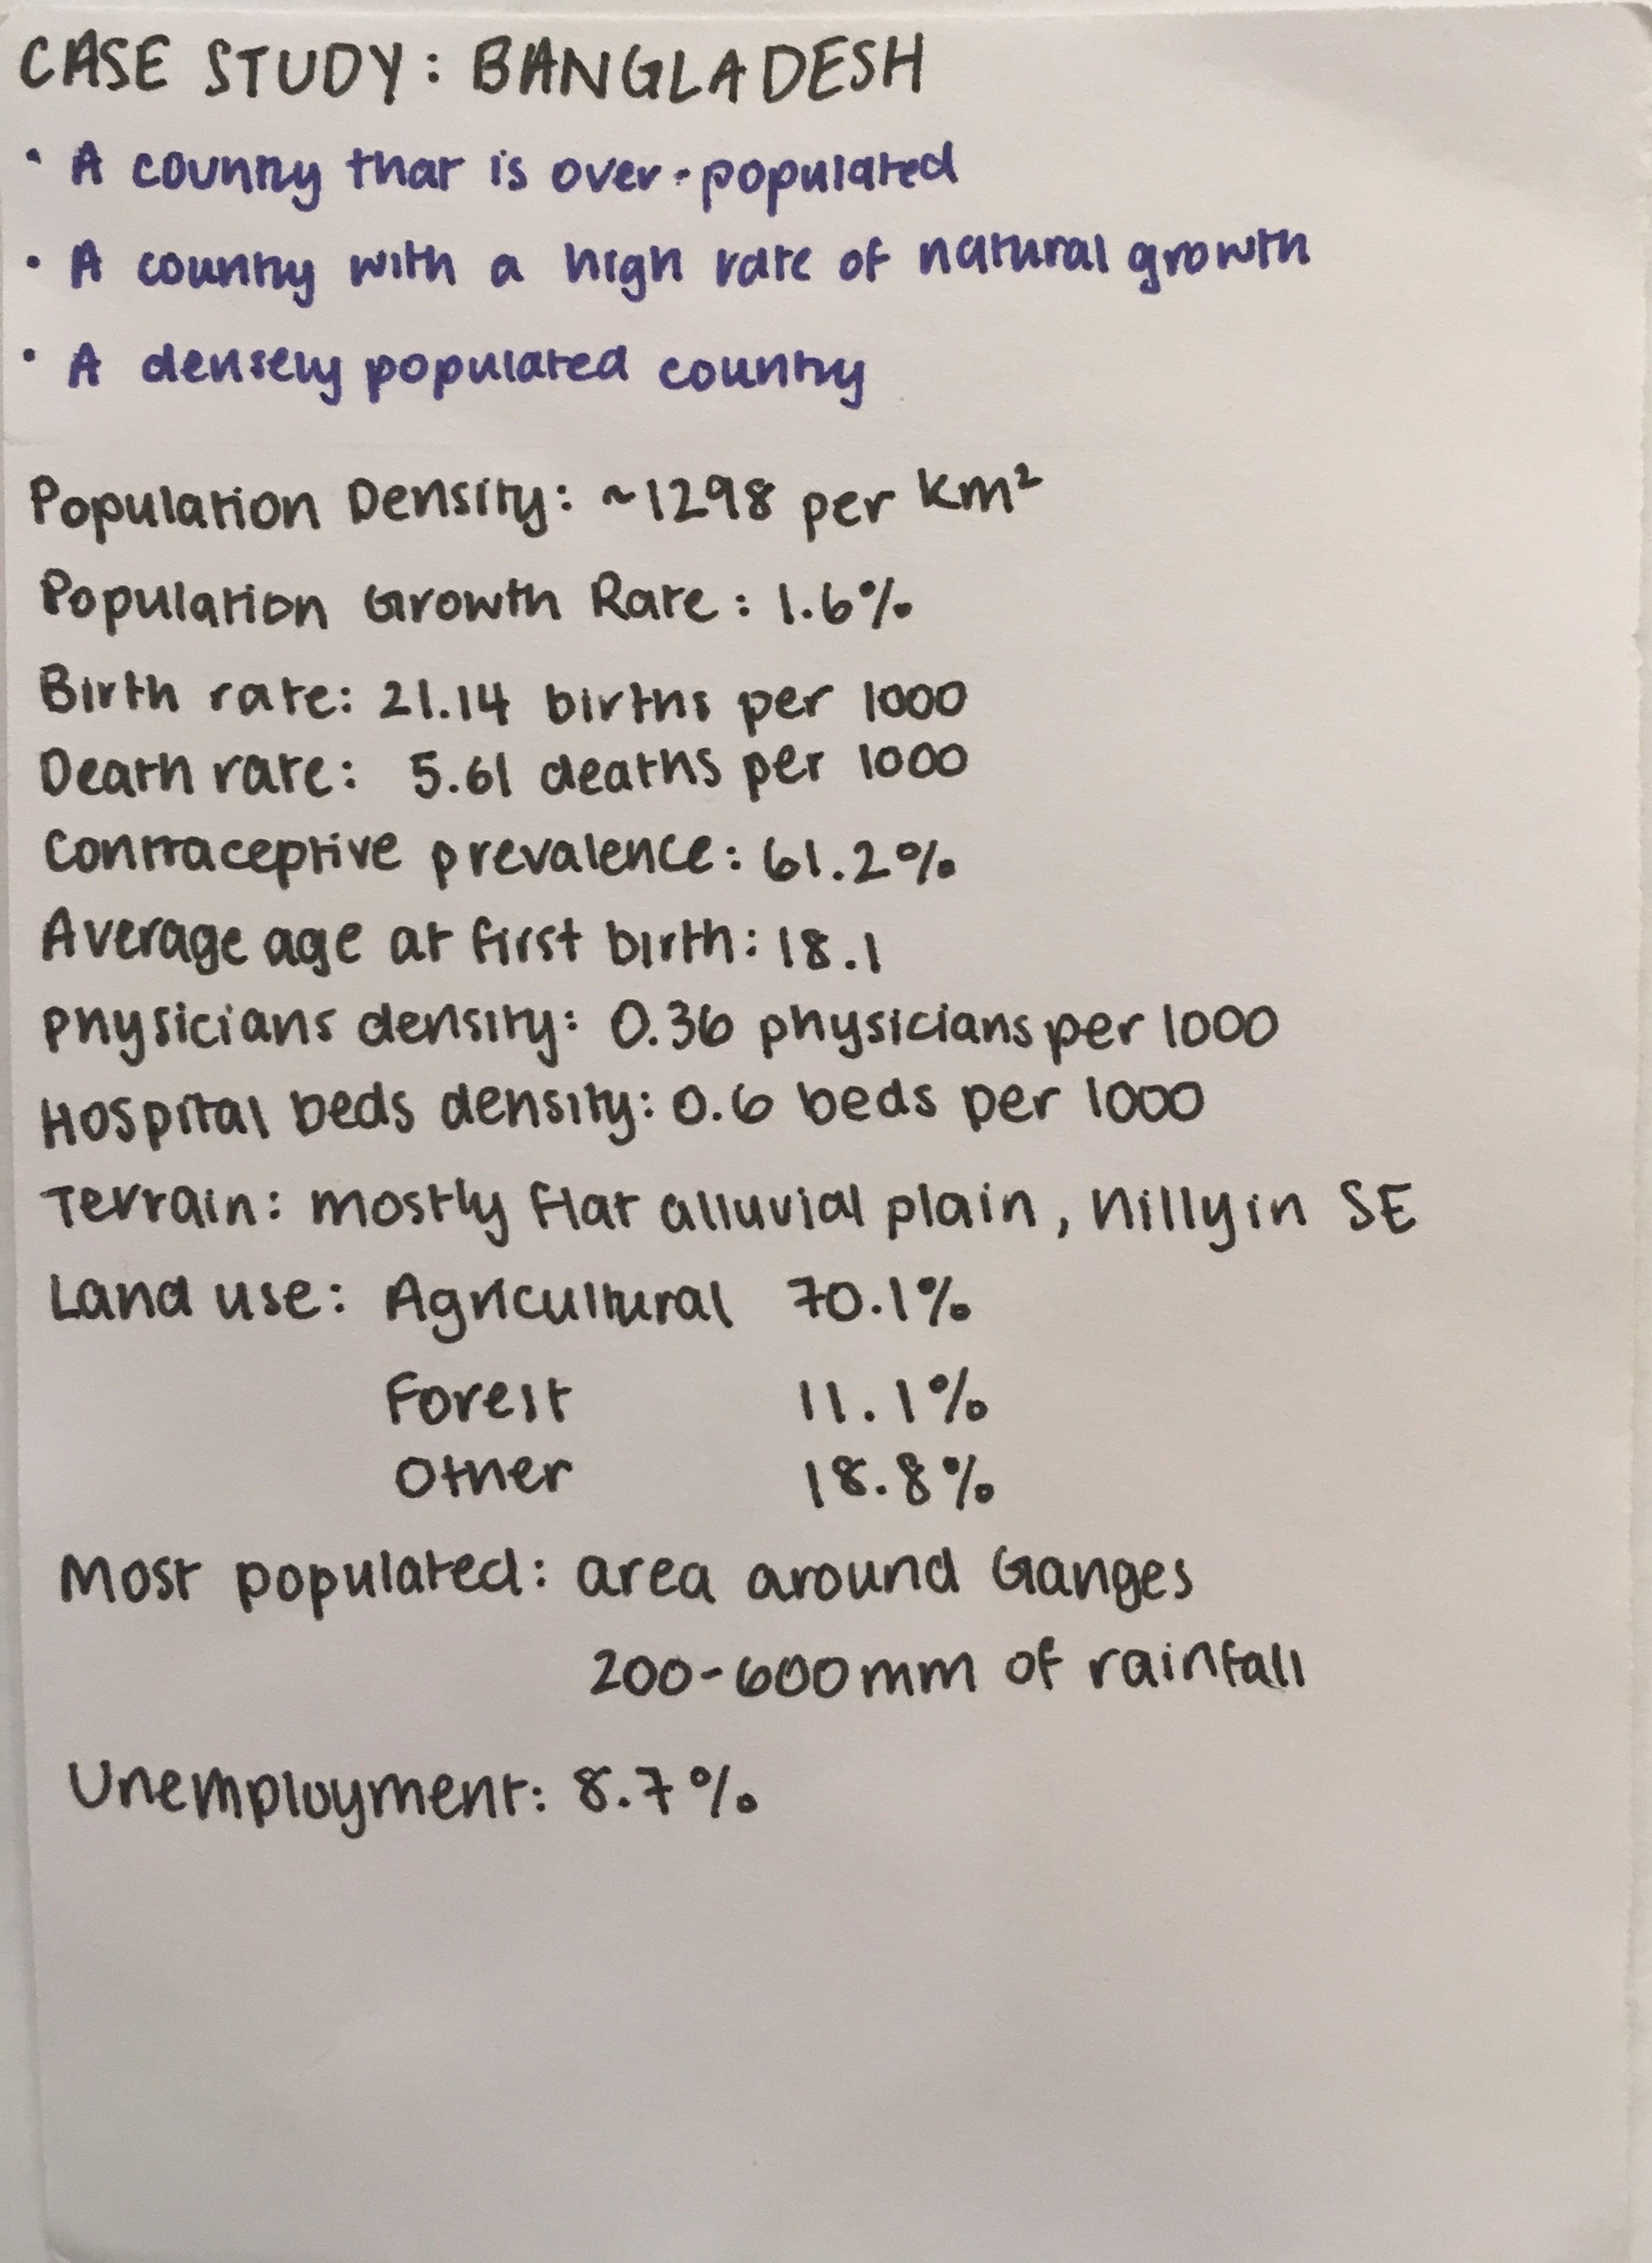 CASE STUDY: BANGLADESH
• A country that is over-populated
• A country with a high rate of natural growth
• A densely populated country
Population Density: ~1298 per km²
Population Growth Rate: 1.6%
Birth rate: 21.14 births per 1000
Death rate: 5.61 deaths per 1000
Contraceptive prevalence: 61.2%
Average age at first birth: 18.1
Physicians density: 0.36 physicians per 1000
Hospital beds density: 0.6 beds per 1000
Terrain: mostly flat alluvial plain, hilly in SE
Land use: Agricultural 70.1%
Forest 11.1%
Other 18.8%
Most populated: area around Ganges
200-600mm of rainfall
Unemployment: 8.7%